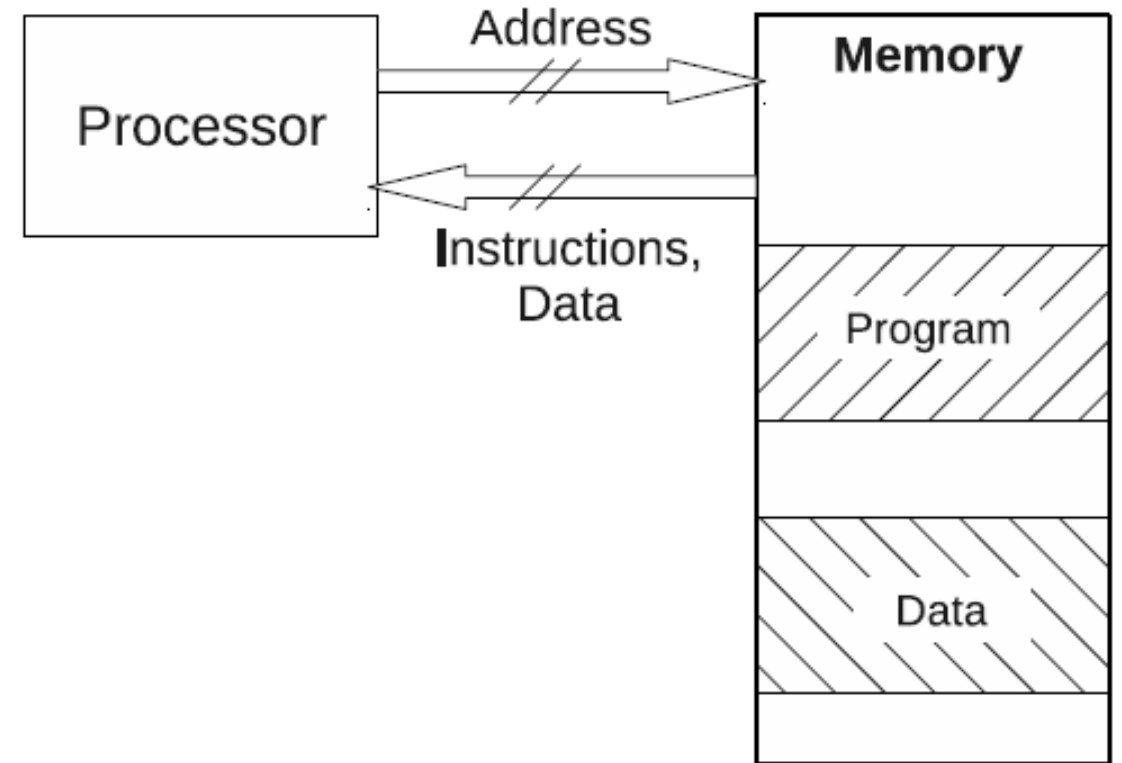 Address
Memory
Processor
Instructions,
Data
Program
Data